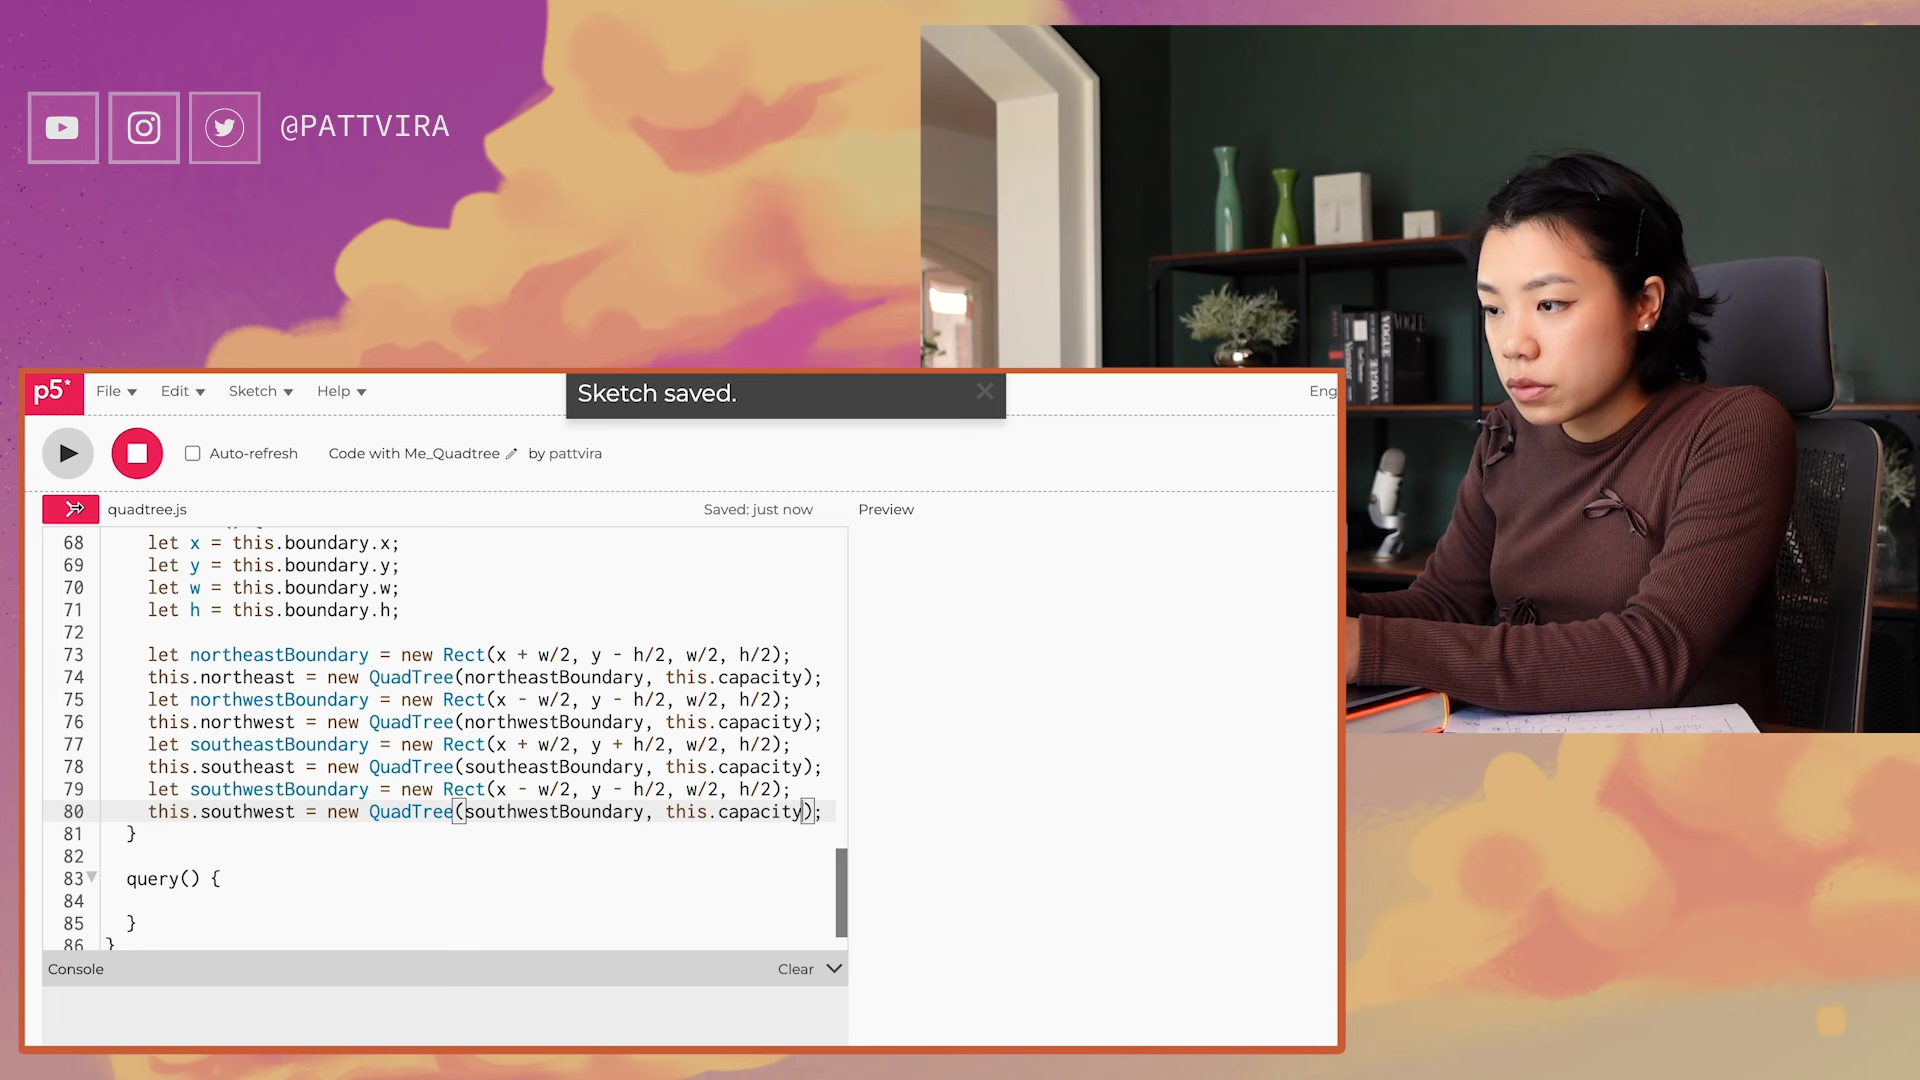 @PATTVIRA
p5*
File
Edit
Sketch
Help
Sketch saved.
Eng
Auto-refresh
Code with Me_Quadtree
by pattvira
quadtree.js
Saved: just now
Preview
68 let x = this.boundary.x;
69 let y = this.boundary.y;
70 let w = this.boundary.w;
71 let h = this.boundary.h;
72
73 let northeastBoundary = new Rect(x + w/2, y - h/2, w/2, h/2);
74 this.northeast = new QuadTree(northeastBoundary, this.capacity);
75 let northwestBoundary = new Rect(x - w/2, y - h/2, w/2, h/2);
76 this.northwest = new QuadTree(northwestBoundary, this.capacity);
77 let southeastBoundary = new Rect(x + w/2, y + h/2, w/2, h/2);
78 this.southeast = new QuadTree(southeastBoundary, this.capacity);
79 let southwestBoundary = new Rect(x - w/2, y - h/2, w/2, h/2);
80 this.southwest = new QuadTree(southwestBoundary, this.capacity);
81 }
82
83 query() {
84
85 }
86 }
Console
Clear
VOGUE
VOGUE